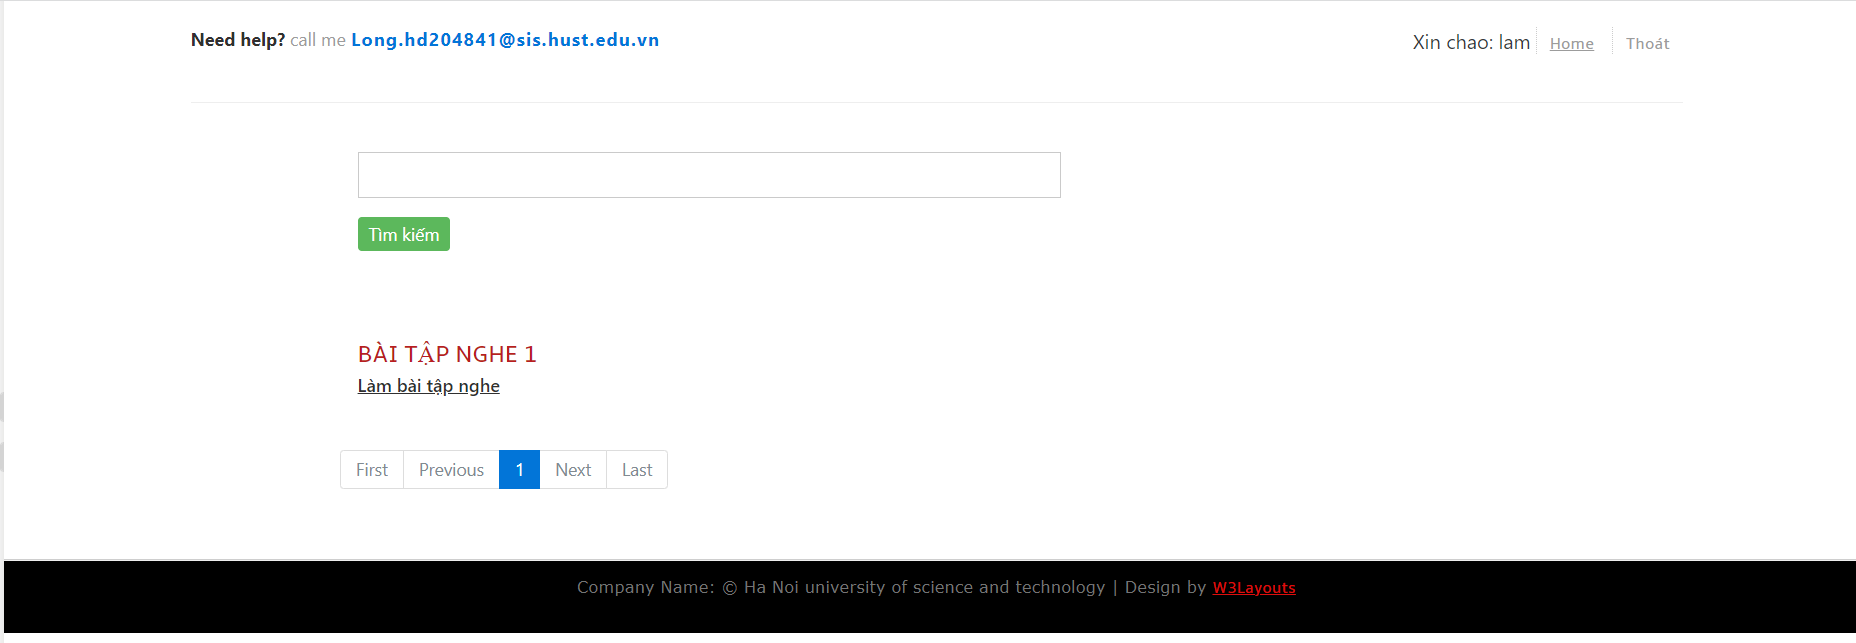 Need help? call me Long.hd204841@sis.hust.edu.vn
Xin chao: lam Home Thoát
Tìm kiếm
BÀI TẬP NGHE 1
Làm bài tập nghe
First Previous 1 Next Last
Company Name: © Ha Noi university of science and technology | Design by W3Layouts